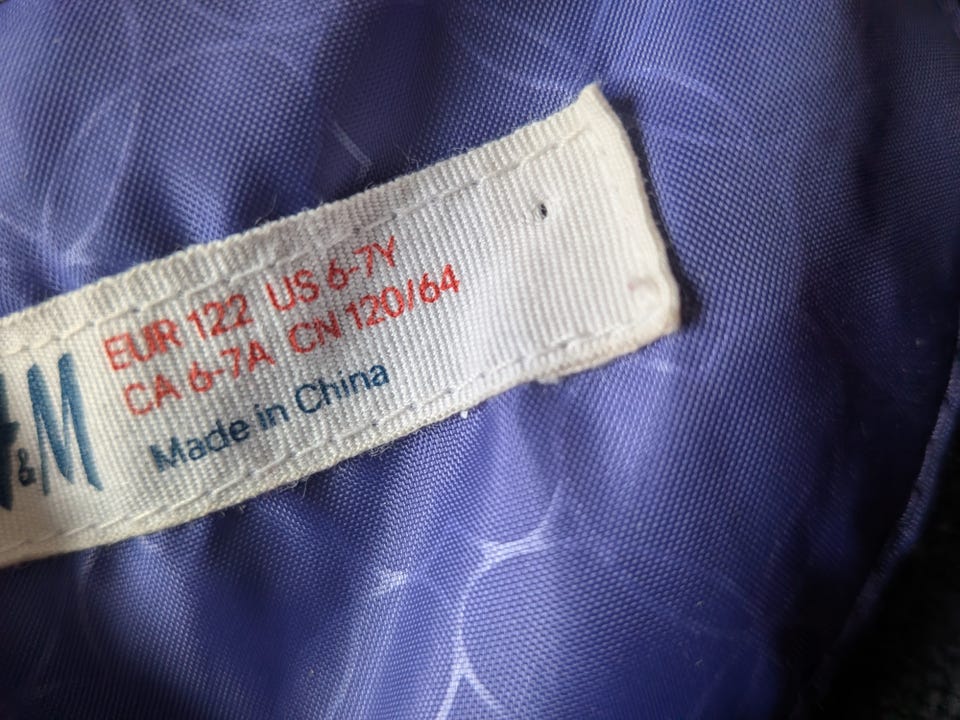 H&M
EUR 122 US 6-7Y
CA 6-7A CN 120/64
Made in China